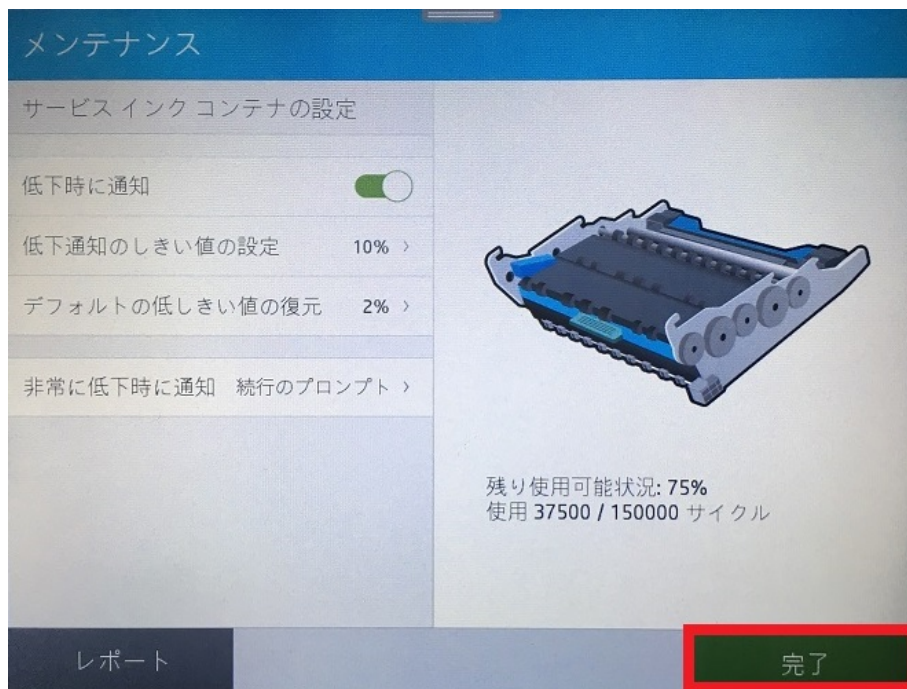 メンテナンス
サービス インク コンテナの設定
低下時に通知
低下通知のしきい値の設定 10% >
デフォルトの低しきい値の復元 2% >
非常に低下時に通知 続行のプロンプト >
残り使用可能状況: 75%
使用 37500 / 150000 サイクル
レポート
完了